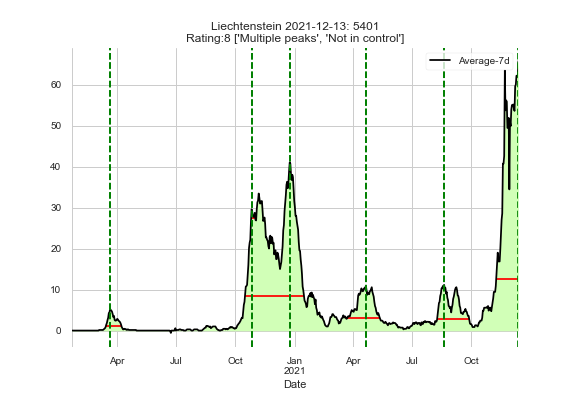 Liechtenstein 2021-12-13: 5401
Rating:8 ['Multiple peaks', 'Not in control']
Average-7d
60
50
40
30
20
10
0
Apr
Jul
Oct
Jan
2021
Apr
Jul
Oct
Date